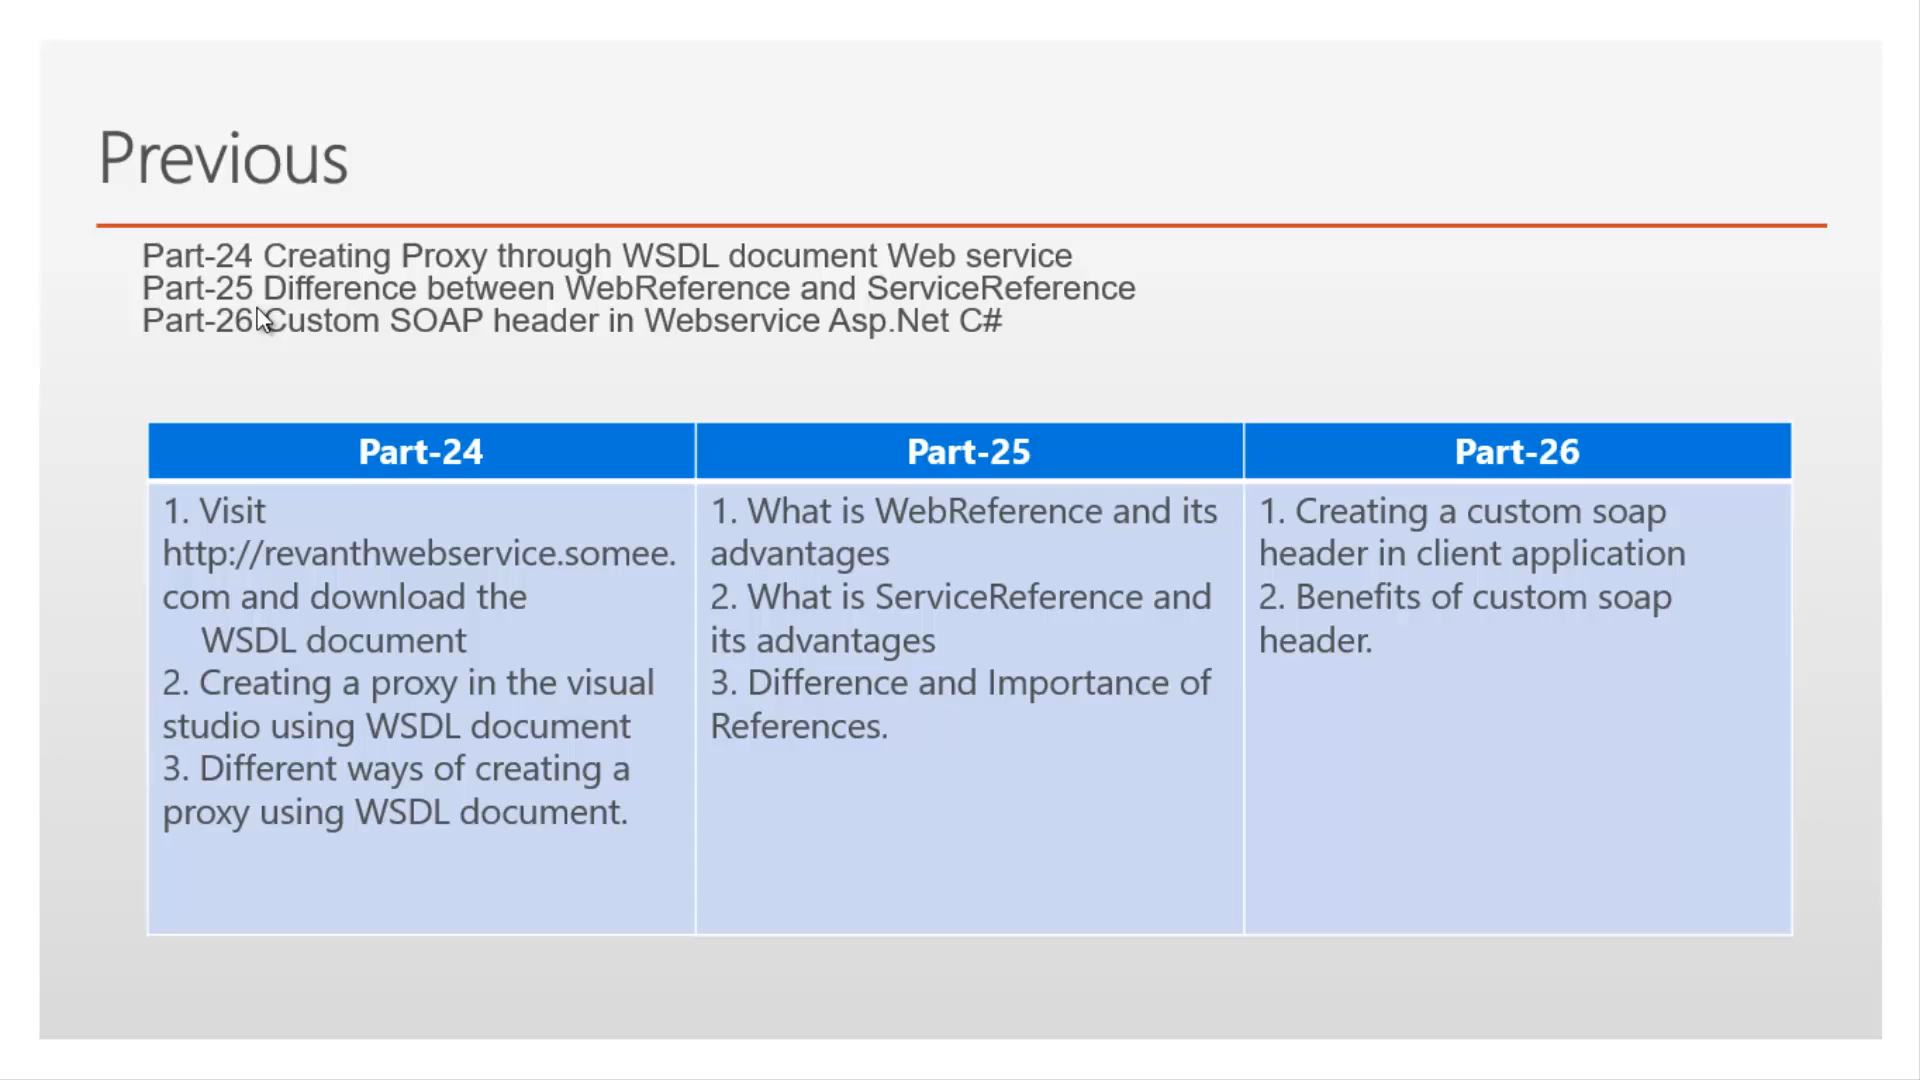 Previous
Part-24 Creating Proxy through WSDL document Web service
Part-25 Difference between WebReference and ServiceReference
Part-26 Custom SOAP header in Webservice Asp.Net C#
Part-24
1. Visit
http://revanthwebservice.somee.
com and download the
WSDL document
2. Creating a proxy in the visual
studio using WSDL document
3. Different ways of creating a
proxy using WSDL document.
Part-25
1. What is WebReference and its
advantages
2. What is ServiceReference and
its advantages
3. Difference and Importance of
References.
Part-26
1. Creating a custom soap
header in client application
2. Benefits of custom soap
header.